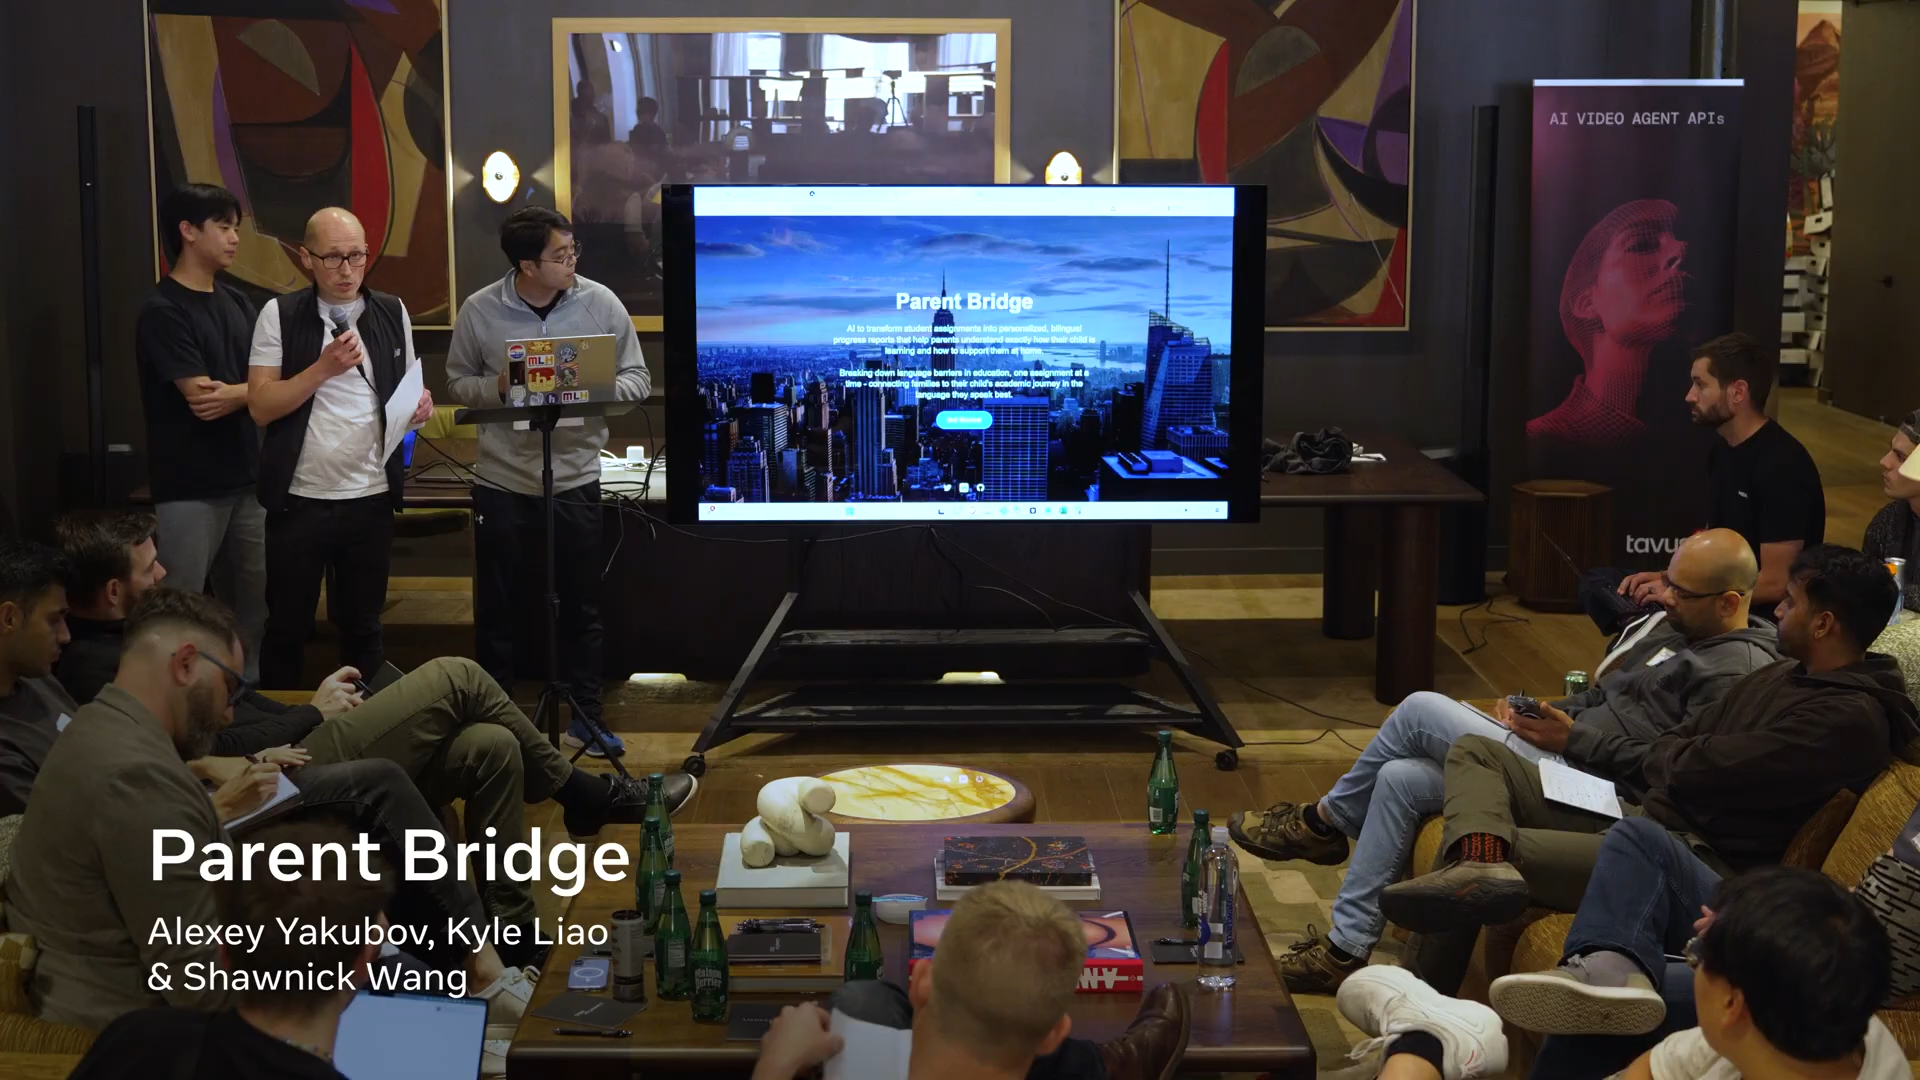 AI VIDEO AGENT APIs
Parent Bridge
AI to transform student assignments into personalized, bilingual
progress reports that help parents understand exactly how their child is
learning and how to support them at home.
Breaking down language barriers in education, one assignment at a
time - connecting families to their child's academic journey in the
language they speak best.
MLH
MLH
tavus
Parent Bridge
Alexey Yakubov, Kyle Liao
& Shawnick Wang